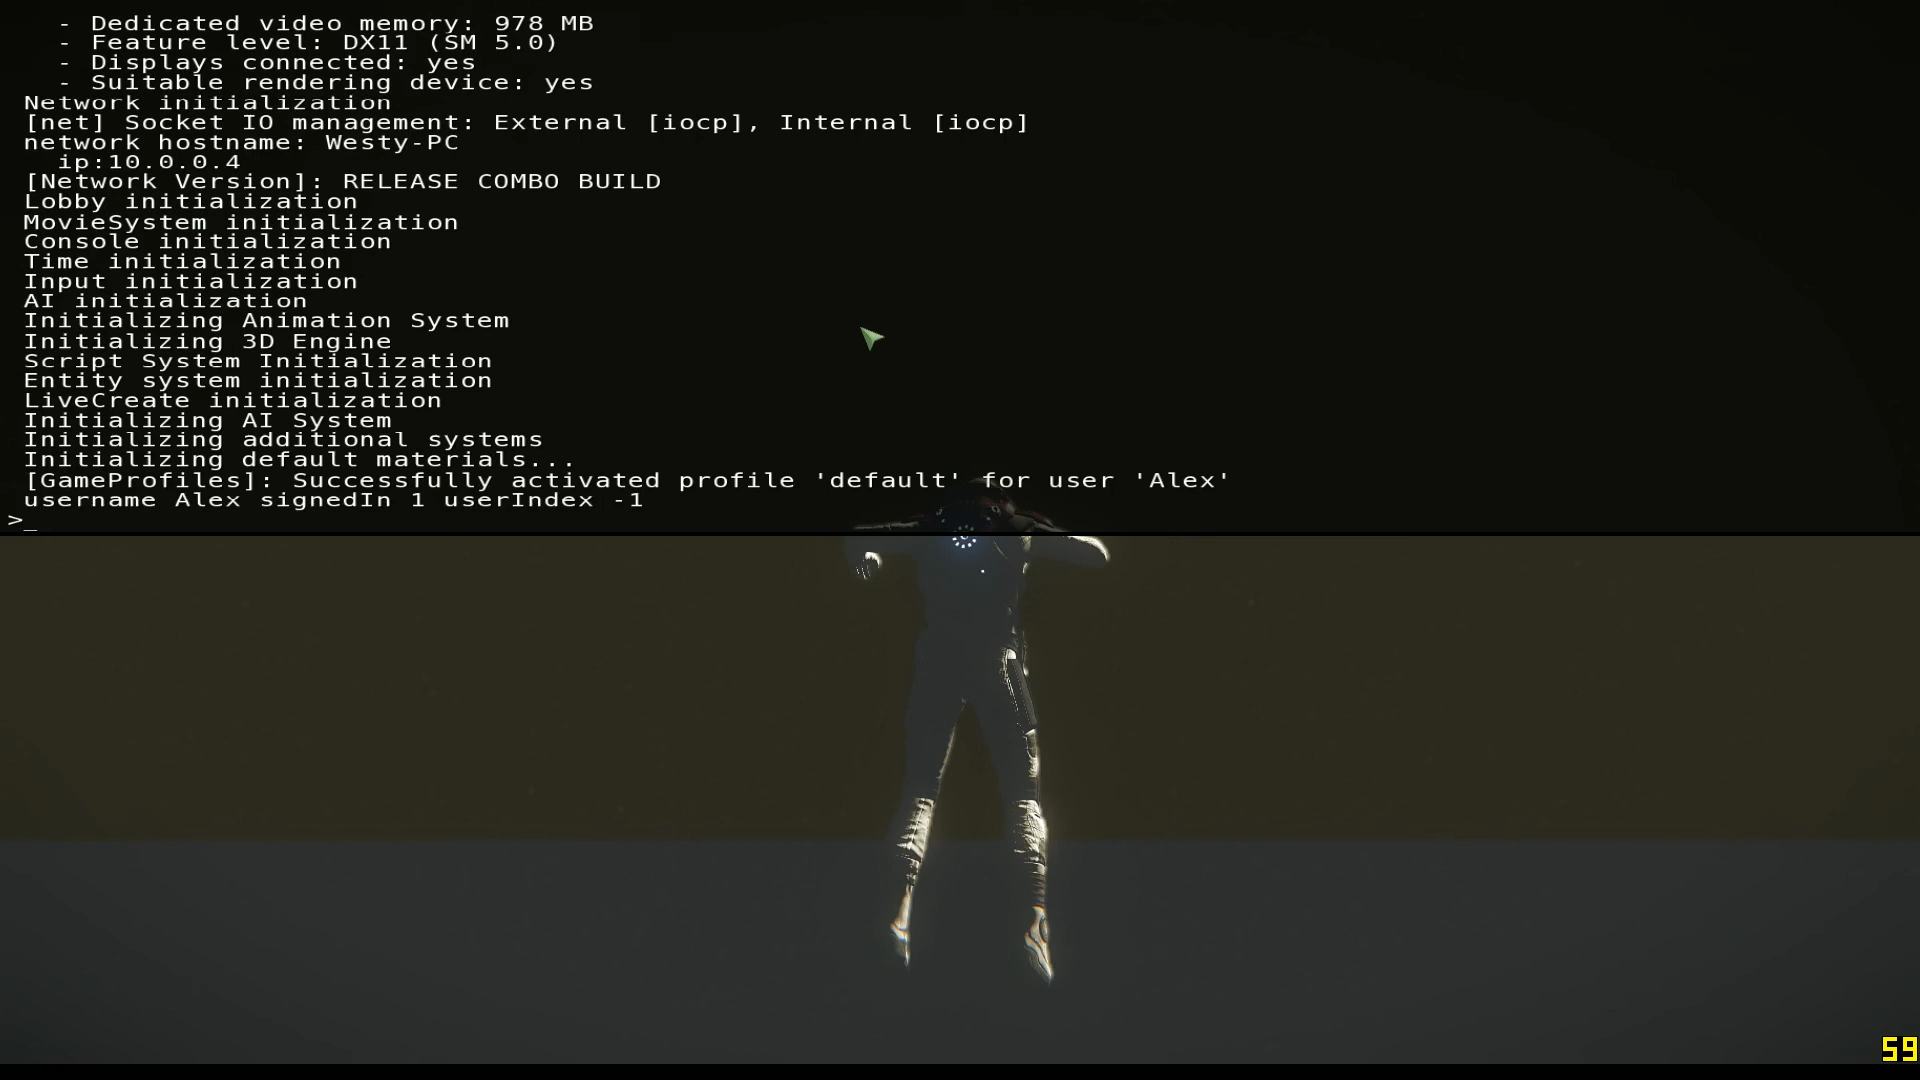 - Dedicated video memory: 978 MB
- Feature level: DX11 (SM 5.0)
- Displays connected: yes
- Suitable rendering device: yes
Network initialization
[net] Socket IO management: External [iocp], Internal [iocp]
network hostname: Westy-PC
ip:10.0.0.4
[Network Version]: RELEASE COMBO BUILD
Lobby initialization
MovieSystem initialization
Console initialization
Time initialization
Input initialization
AI initialization
Initializing Animation System
Initializing 3D Engine
Script System Initialization
Entity system initialization
LiveCreate initialization
Initializing AI System
Initializing additional systems
Initializing default materials...
[GameProfiles]: Successfully activated profile 'default' for user 'Alex'
username Alex signedIn 1 userIndex -1
>_
59